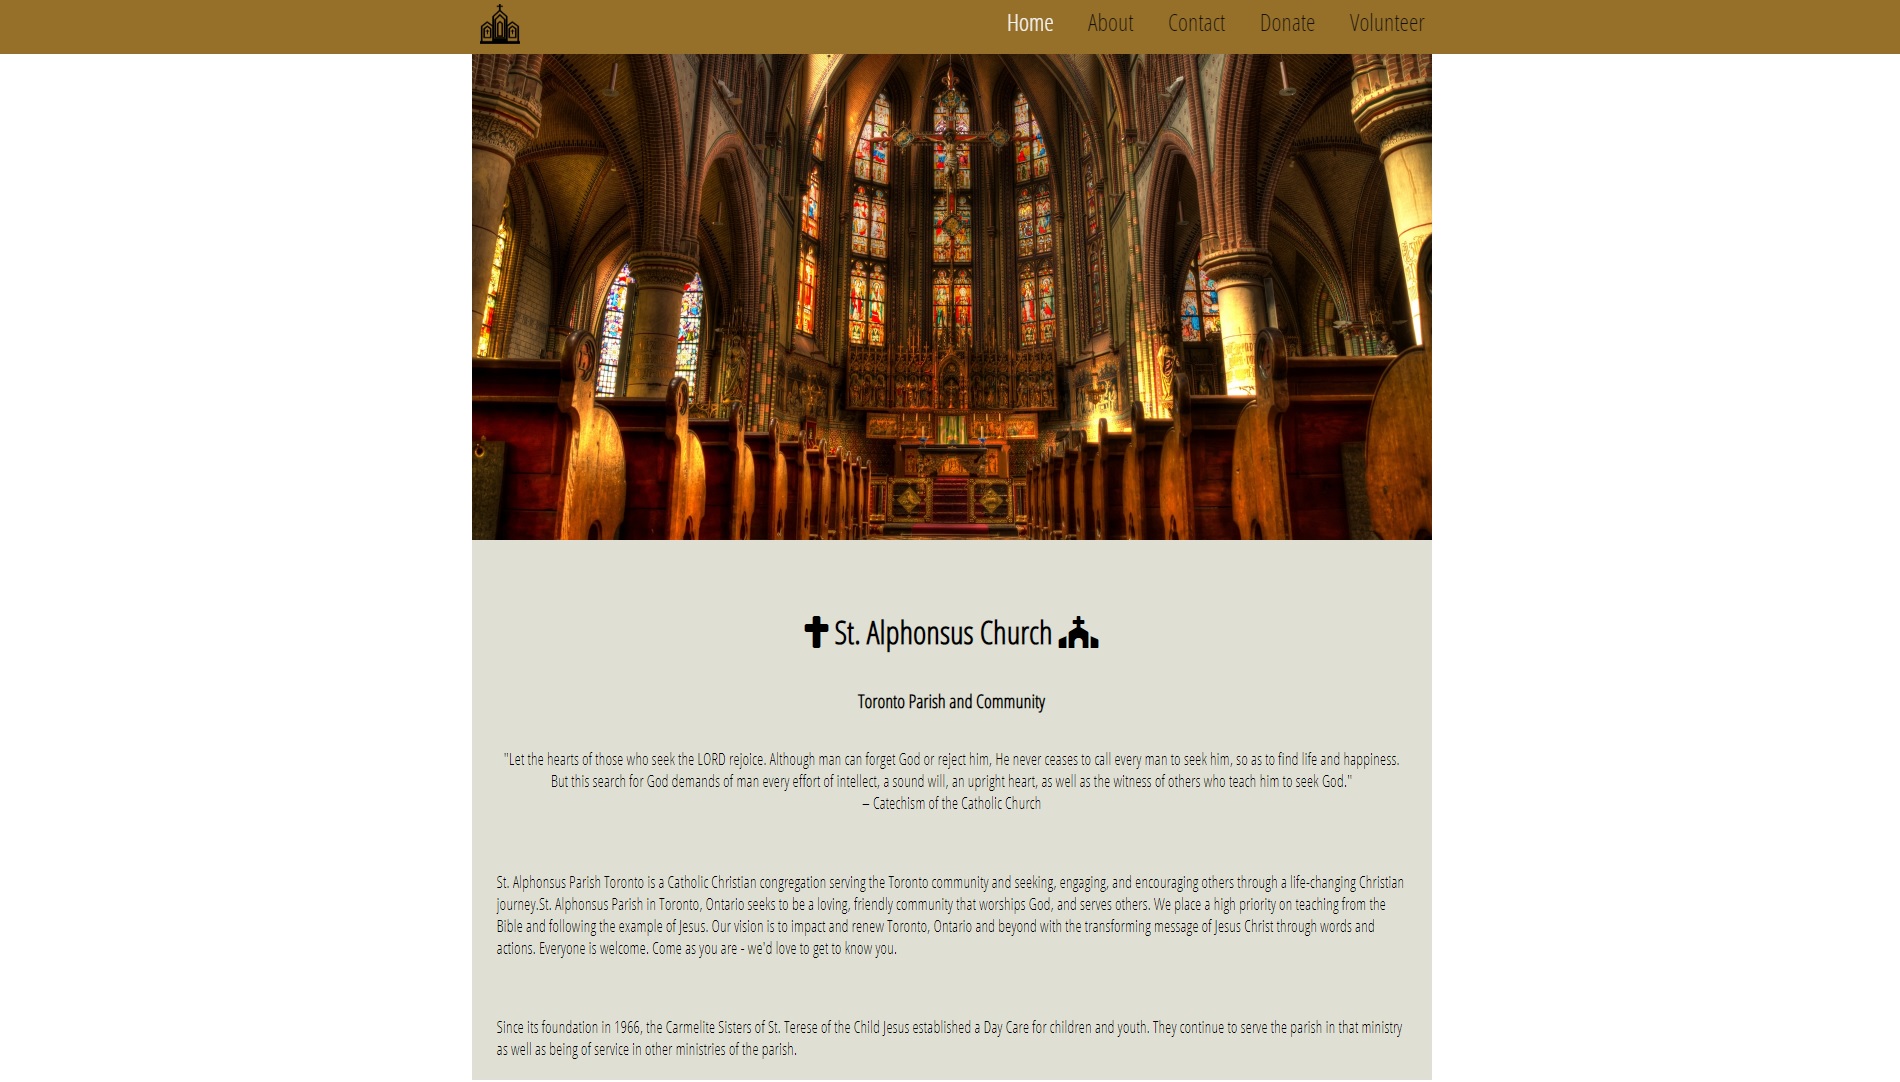 Home About Contact Donate Volunteer
St. Alphonsus Church
Toronto Parish and Community
"Let the hearts of those who seek the LORD rejoice. Although man can forget God or reject him, He never ceases to call every man to seek him, so as to find life and happiness.
But this search for God demands of man every effort of intellect, a sound will, an upright heart, as well as the witness of others who teach him to seek God."
– Catechism of the Catholic Church
St. Alphonsus Parish Toronto is a Catholic Christian congregation serving the Toronto community and seeking, engaging, and encouraging others through a life-changing Christian
journey.St. Alphonsus Parish in Toronto, Ontario seeks to be a loving, friendly community that worships God, and serves others. We place a high priority on teaching from the
Bible and following the example of Jesus. Our vision is to impact and renew Toronto, Ontario and beyond with the transforming message of Jesus Christ through words and
actions. Everyone is welcome. Come as you are - we'd love to get to know you.
Since its foundation in 1966, the Carmelite Sisters of St. Terese of the Child Jesus established a Day Care for children and youth. They continue to serve the parish in that ministry
as well as being of service in other ministries of the parish.